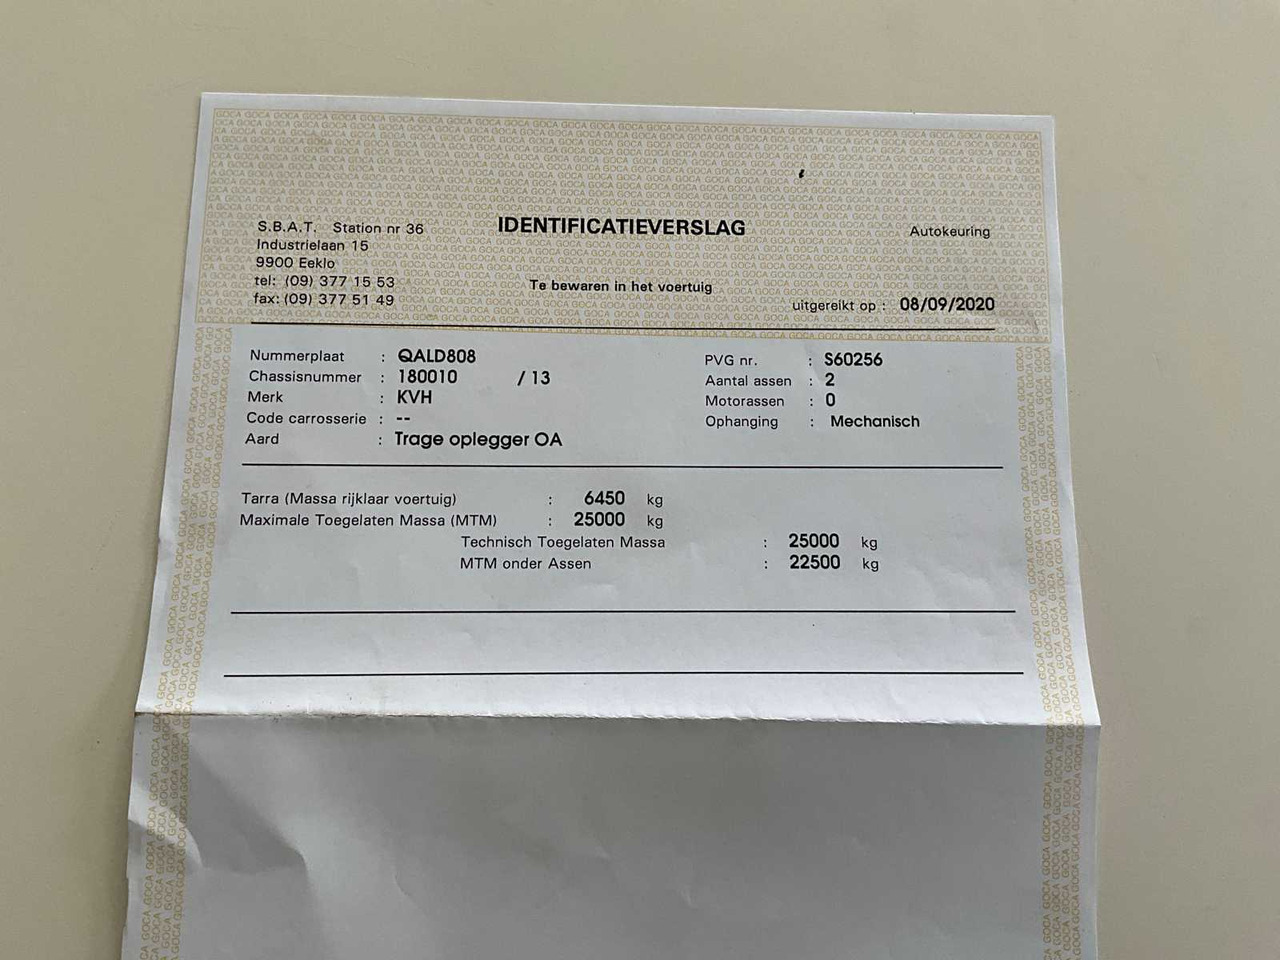 S.B.A.T. Station nr 36
Industrielaan 15
9900 Eeklo
tel: (09) 377 15 53
fax: (09) 377 51 49
IDENTIFICATIEVERSLAG
Te bewaren in het voertuig
Autokeuring
uitgereikt op : 08/09/2020
Nummerplaat : QALD808
Chassisnummer : 180010 / 13
Merk : KVH
Code carrosserie : --
Aard : Trage oplegger OA
PVG nr. : S60256
Aantal assen : 2
Motorassen : 0
Ophanging : Mechanisch
Tarra (Massa rijklaar voertuig) : 6450 kg
Maximale Toegelaten Massa (MTM) : 25000 kg
Technisch Toegelaten Massa : 25000 kg
MTM onder Assen : 22500 kg